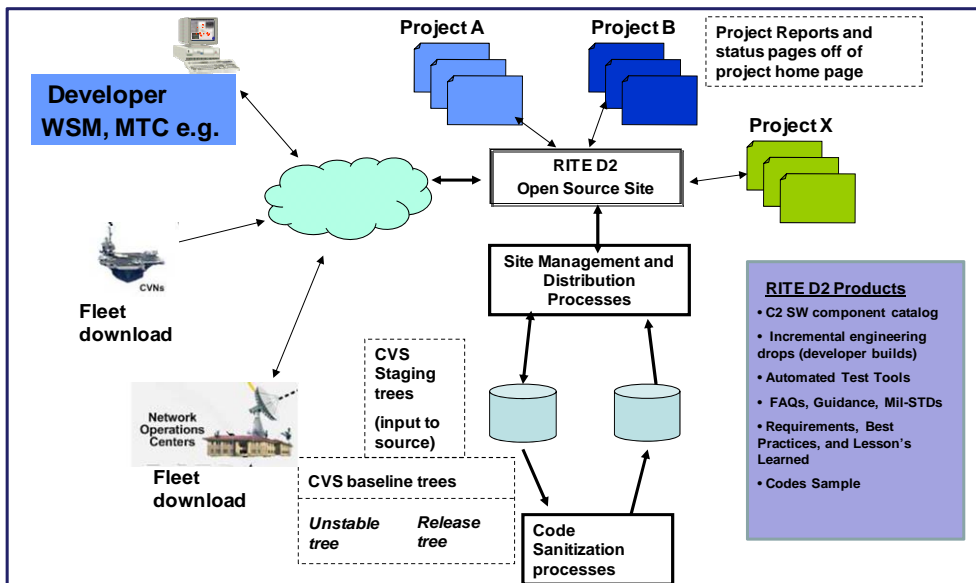 Project A
Project B
Project Reports and
status pages off of
project home page
Developer
WSM, MTC e.g.
Project X
RITE D2
Open Source Site
CVNs
Fleet
download
Site Management and
Distribution
Processes
RITE D2 Products
• C2 SW component catalog
• Incremental engineering
drops (developer builds)
• Automated Test Tools
• FAQs, Guidance, Mil-STDs
• Requirements, Best
Practices, and Lesson's
Learned
• Codes Sample
CVS
Staging
trees
(input to
source)
Network
Operations
Centers
Fleet
download
CVS baseline trees
Unstable
tree
Release
tree
Code
Sanitization
processes